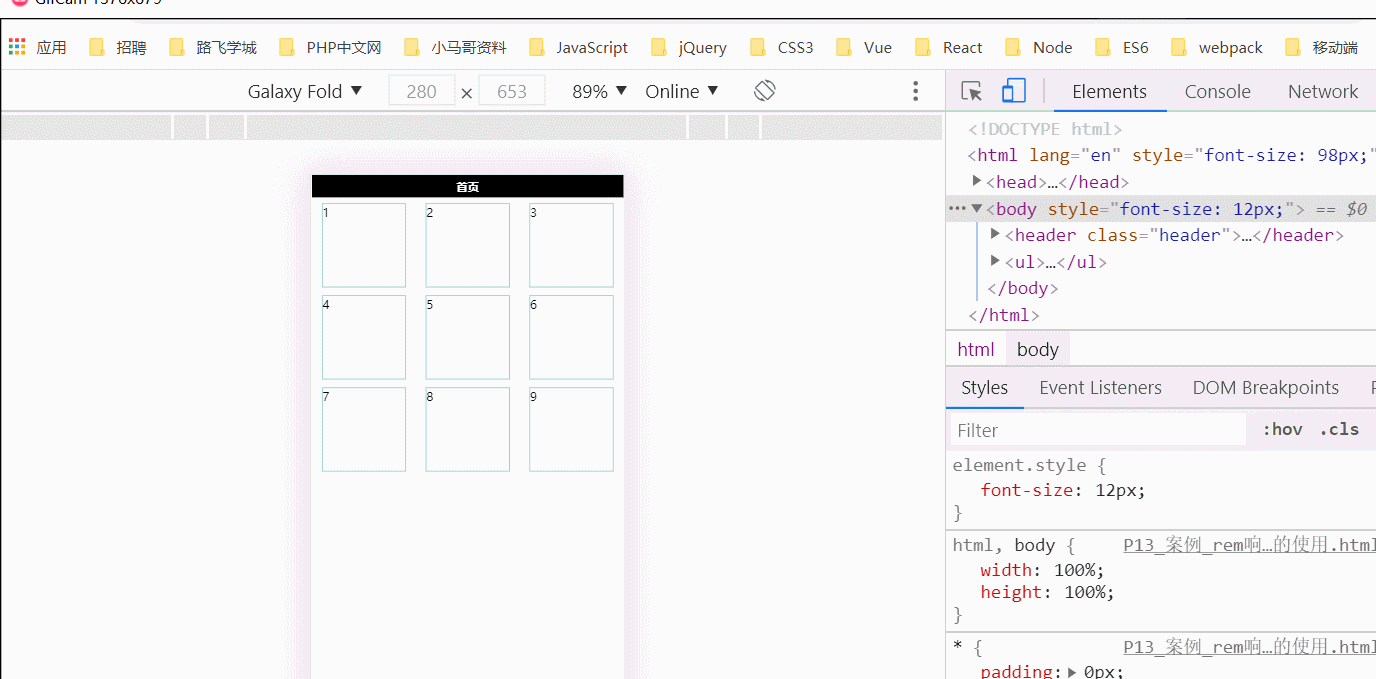 GifCam 1376x679
应用 招聘 路飞学城 PHP中文网 小马哥资料 JavaScript jQuery CSS3 Vue React Node ES6 webpack 移动端
Galaxy Fold ▼ 280 × 653 89% ▼ Online ▼
Elements Console Network
首页
1 2 3
4 5 6
7 8 9
<!DOCTYPE html>
<html lang="en" style="font-size: 98px;"
▶<head>…</head>
…▼<body style="font-size: 12px;"> == $0
▶<header class="header">…</header>
▶<ul>…</ul>
</body>
</html>
html body
Styles Event Listeners DOM Breakpoints
Filter :hov .cls
element.style {
font-size: 12px;
}
html, body { P13_案例_rem响…的使用.html
width: 100%;
height: 100%;
}
* { P13_案例_rem响…的使用.html
padding:▶0px;